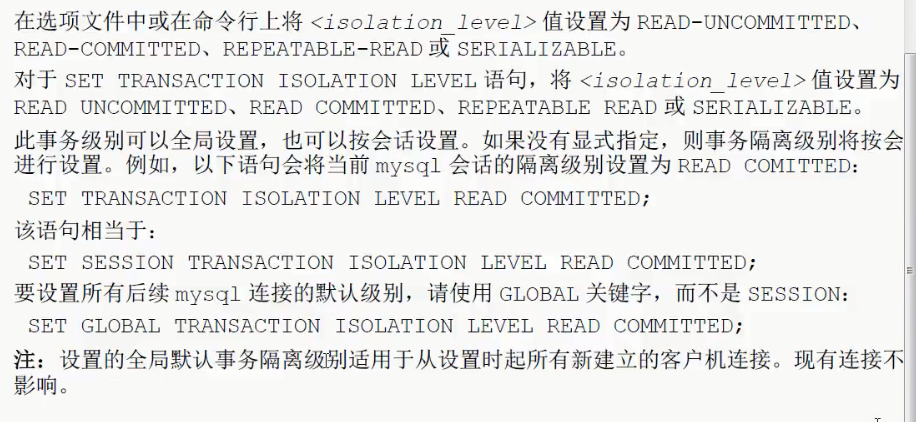 在选项文件中或在命令行上将 <isolation_level> 值设置为 READ-UNCOMMITTED、
READ-COMMITTED、REPEATABLE-READ 或 SERIALIZABLE。
对于 SET TRANSACTION ISOLATION LEVEL 语句，将 <isolation_level> 值设置为
READ UNCOMMITTED、READ COMMITTED、REPEATABLE READ 或 SERIALIZABLE。
此事务级别可以全局设置，也可以按会话设置。如果没有显式指定，则事务隔离级别将按会
进行设置。例如，以下语句会将当前 mysql 会话的隔离级别设置为 READ COMITTED：
SET TRANSACTION ISOLATION LEVEL READ COMMITTED;
该语句相当于：
SET SESSION TRANSACTION ISOLATION LEVEL READ COMMITTED;
要设置所有后续 mysql 连接的默认级别，请使用 GLOBAL 关键字，而不是 SESSION：
SET GLOBAL TRANSACTION ISOLATION LEVEL READ COMMITTED;
注：设置的全局默认事务隔离级别适用于从设置时起所有新建立的客户机连接。现有连接不
影响。